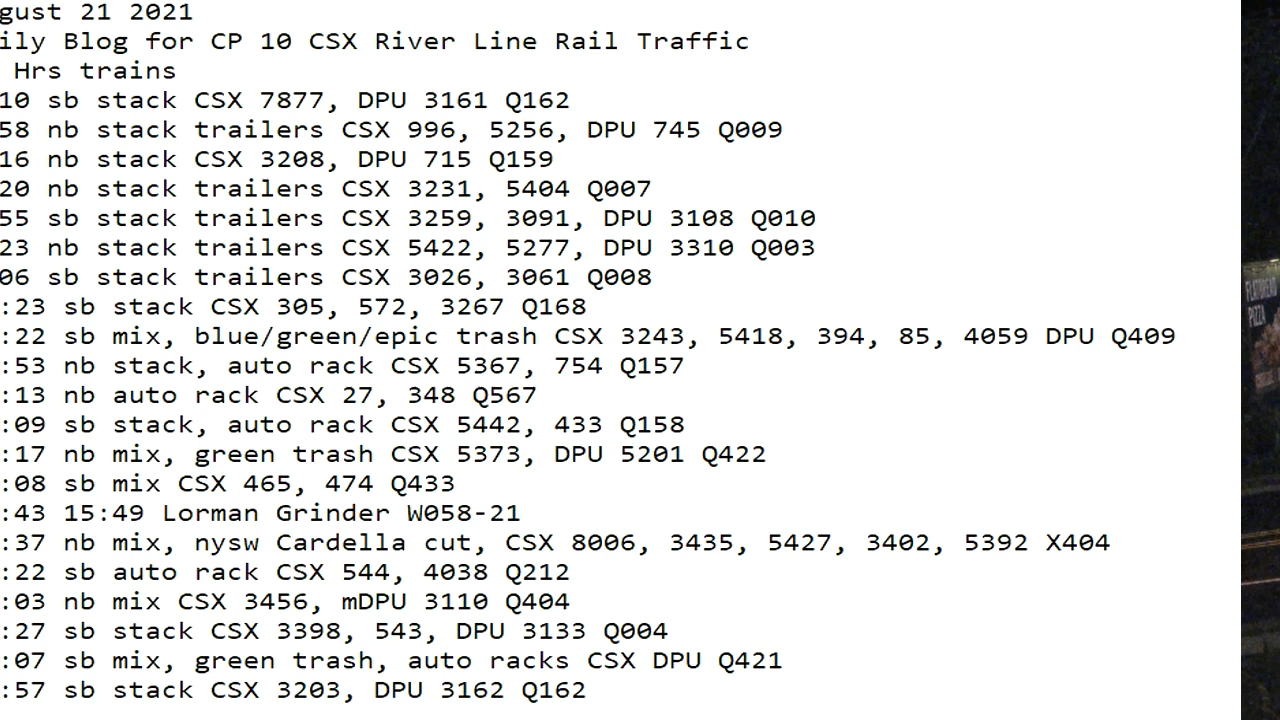 gust 21 2021
ily Blog for CP 10 CSX River Line Rail Traffic
Hrs trains
10 sb stack CSX 7877, DPU 3161 Q162
58 nb stack trailers CSX 996, 5256, DPU 745 Q009
16 nb stack CSX 3208, DPU 715 Q159
20 nb stack trailers CSX 3231, 5404 Q007
55 sb stack trailers CSX 3259, 3091, DPU 3108 Q010
23 nb stack trailers CSX 5422, 5277, DPU 3310 Q003
06 sb stack trailers CSX 3026, 3061 Q008
:23 sb stack CSX 305, 572, 3267 Q168
:22 sb mix, blue/green/epic trash CSX 3243, 5418, 394, 85, 4059 DPU Q409
:53 nb stack, auto rack CSX 5367, 754 Q157
:13 nb auto rack CSX 27, 348 Q567
:09 sb stack, auto rack CSX 5442, 433 Q158
:17 nb mix, green trash CSX 5373, DPU 5201 Q422
:08 sb mix CSX 465, 474 Q433
:43 15:49 Lorman Grinder W058-21
:37 nb mix, nysw Cardella cut, CSX 8006, 3435, 5427, 3402, 5392 X404
:22 sb auto rack CSX 544, 4038 Q212
:03 nb mix CSX 3456, mDPU 3110 Q404
:27 sb stack CSX 3398, 543, DPU 3133 Q004
:07 sb mix, green trash, auto racks CSX DPU Q421
:57 sb stack CSX 3203, DPU 3162 Q162
FLATBREAD
PIZZA